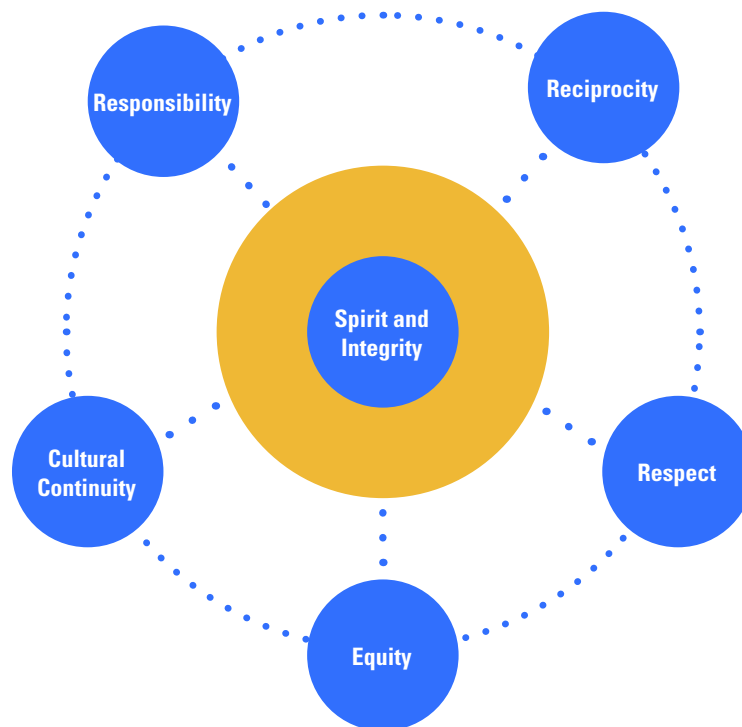 Responsibility
Reciprocity
Spirit and
Integrity
Cultural
Continuity
Respect
Equity